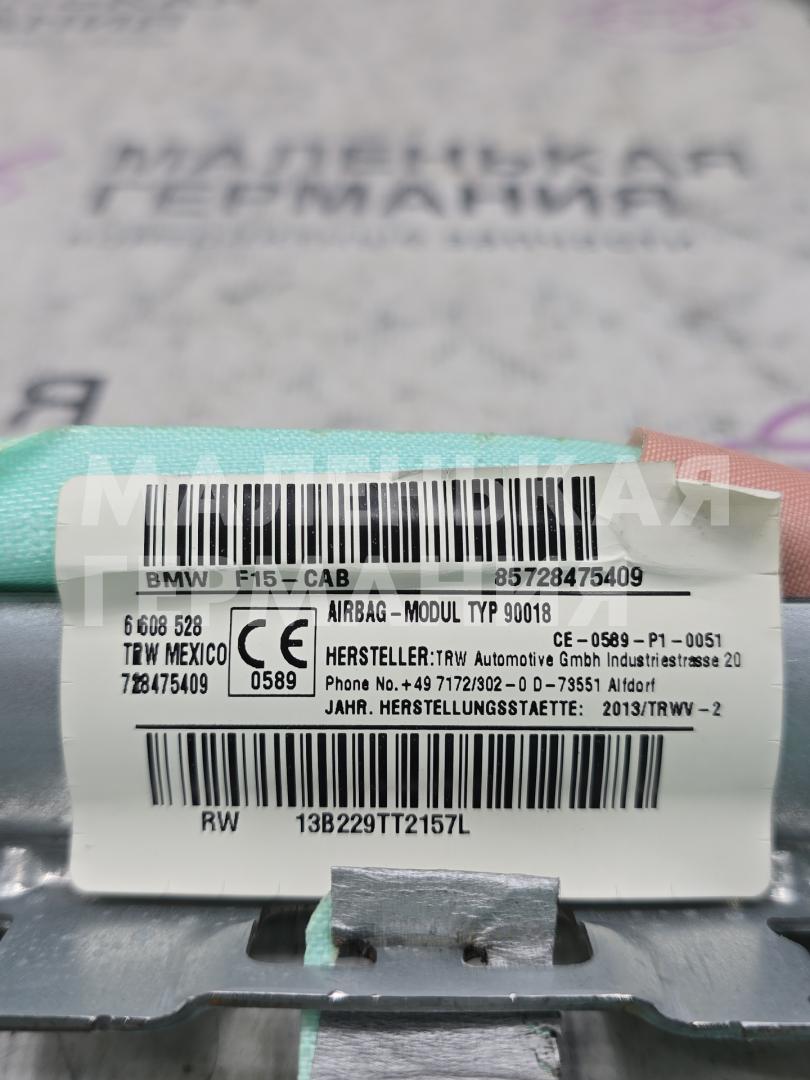 МАЛЕНЬКАЯ
ГЕРМАНИЯ
Я
МАЛЕНЬКАЯ
ГЕРМАНИЯ
BMW F15-CAB 85728475409
AIRBAG-MODUL TYP 90018
6 608 528
CE-0589-P1-0051
TRW MEXICO
CE
0589
HERSTELLER: TRW Automotive Gmbh Industriestrasse 20
728475409
Phone No. +49 7172/302-0 D-73551 Alfdorf
JAHR. HERSTELLUNGSSTAETTE: 2013/TRWV-2
RW 13B229TT2157L